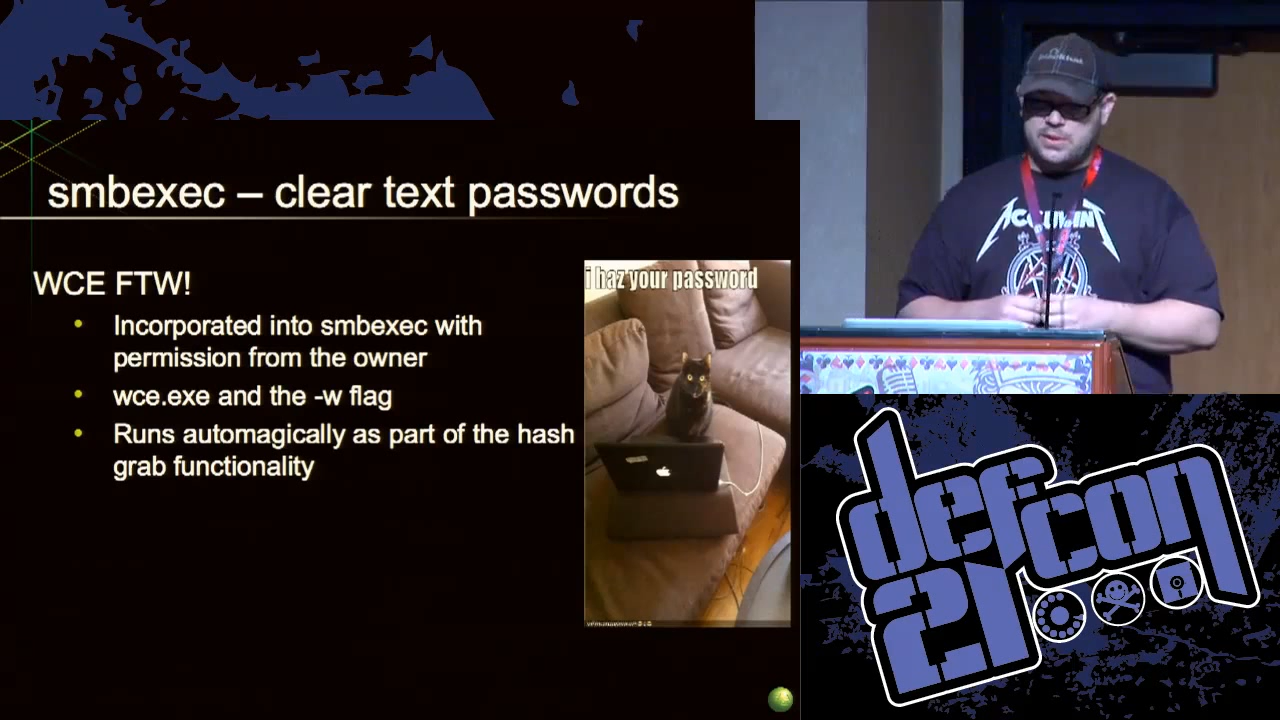 smbexec – clear text passwords
WCE FTW!
• Incorporated into smbexec with
permission from the owner
• wce.exe and the -w flag
• Runs automagically as part of the hash
grab functionality
i haz your password
ACCUVANT
defcon
21